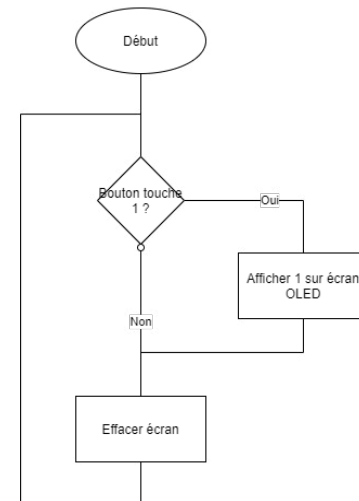 Début
Bouton touche
1 ?
Oui
Afficher 1 sur écran
OLED
Non
Effacer écran